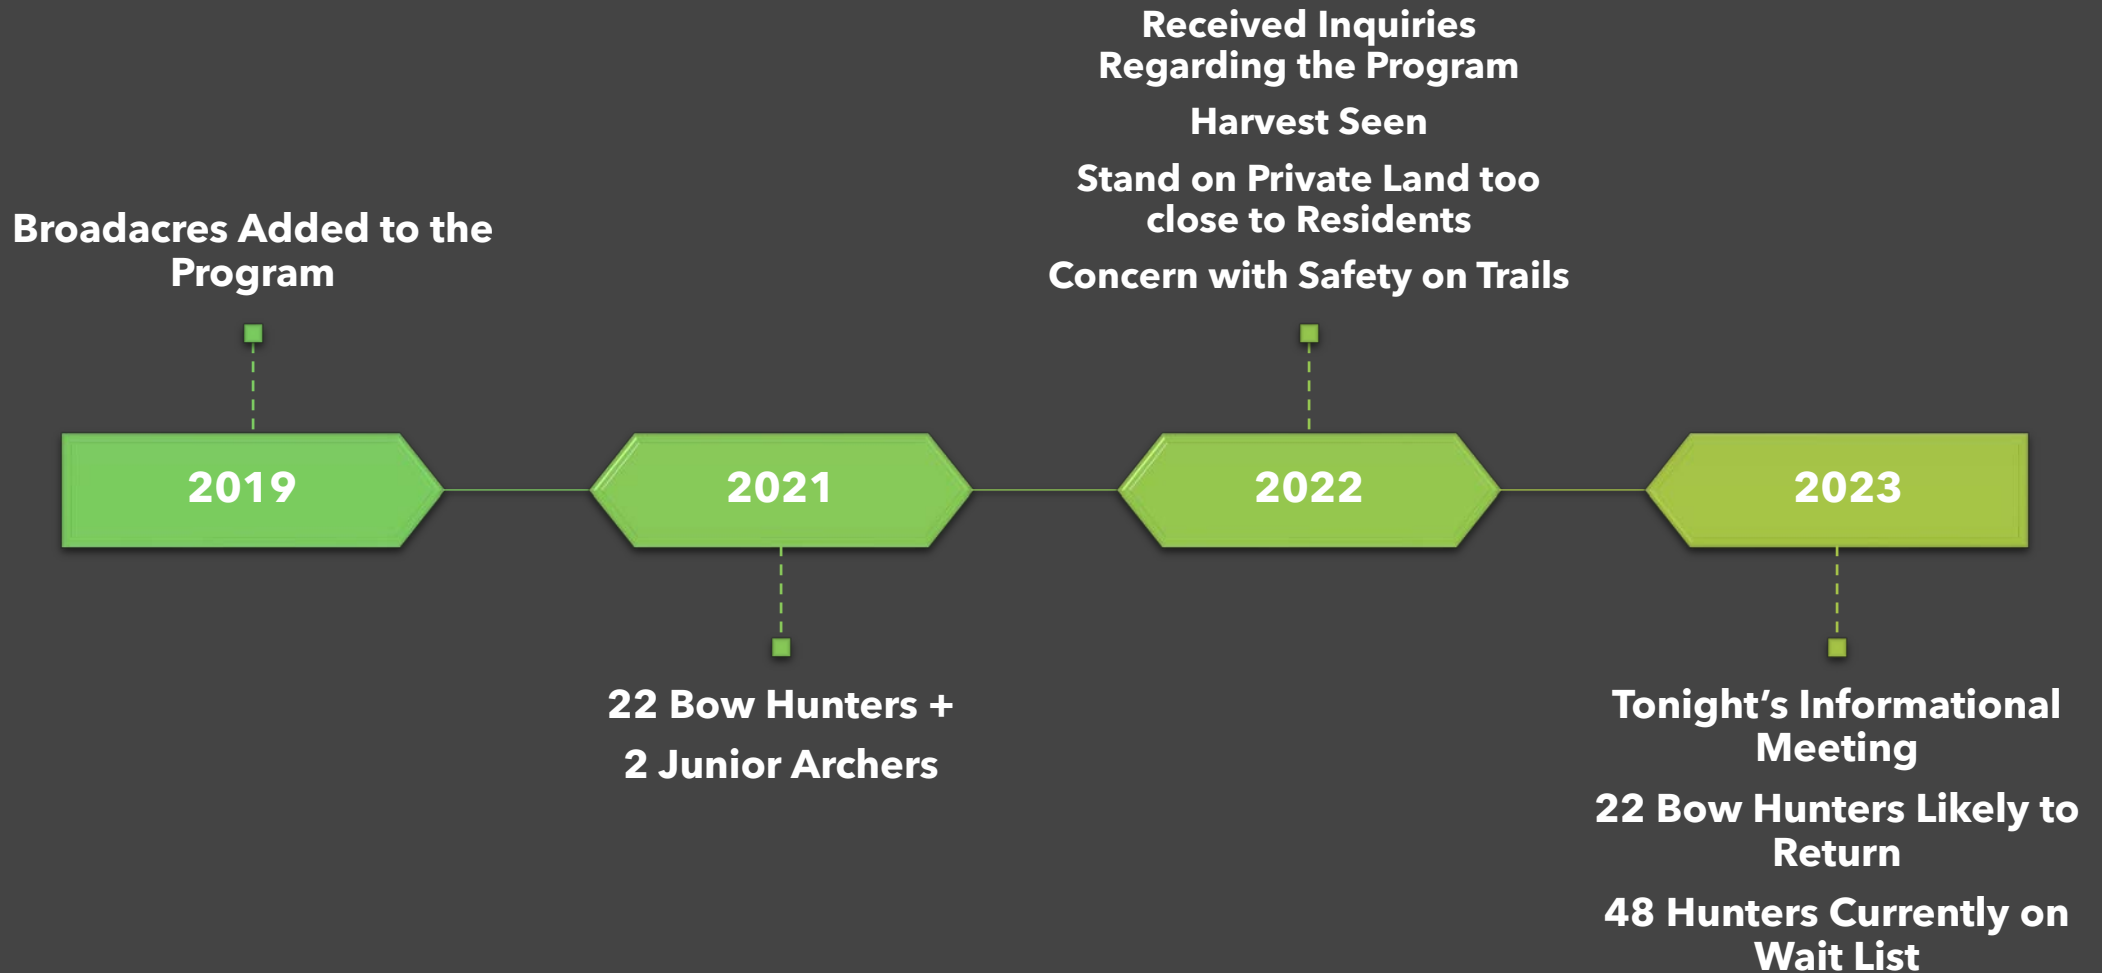 Broadacres Added to the
Program
2019
2021
22 Bow Hunters +
2 Junior Archers
Received Inquiries
Regarding the Program
Harvest Seen
Stand on Private Land too
close to Residents
Concern with Safety on Trails
2022
2023
Tonight’s Informational
Meeting
22 Bow Hunters Likely to
Return
48 Hunters Currently on
Wait List